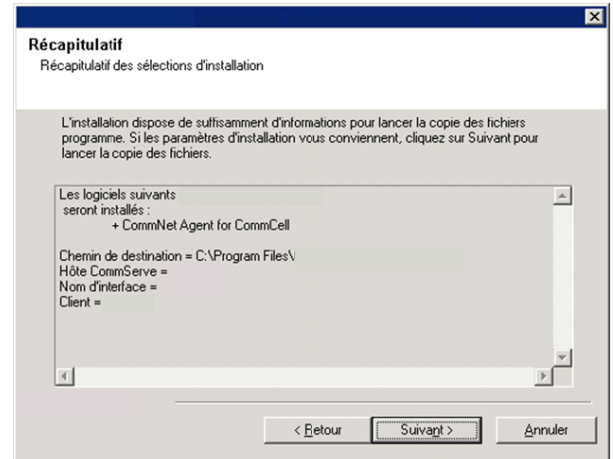 Récapitulatif
Récapitulatif des sélections d'installation
L'installation dispose de suffisamment d'informations pour lancer la copie des fichiers
programme. Si les paramètres d'installation vous conviennent, cliquez sur Suivant pour
lancer la copie des fichiers.
Les logiciels suivants
seront installés :
+ CommNet Agent for CommCell
Chemin de destination = C:\Program Files\
Hôte CommServe =
Nom d'interface =
Client =
< Retour
Suivant >
Annuler